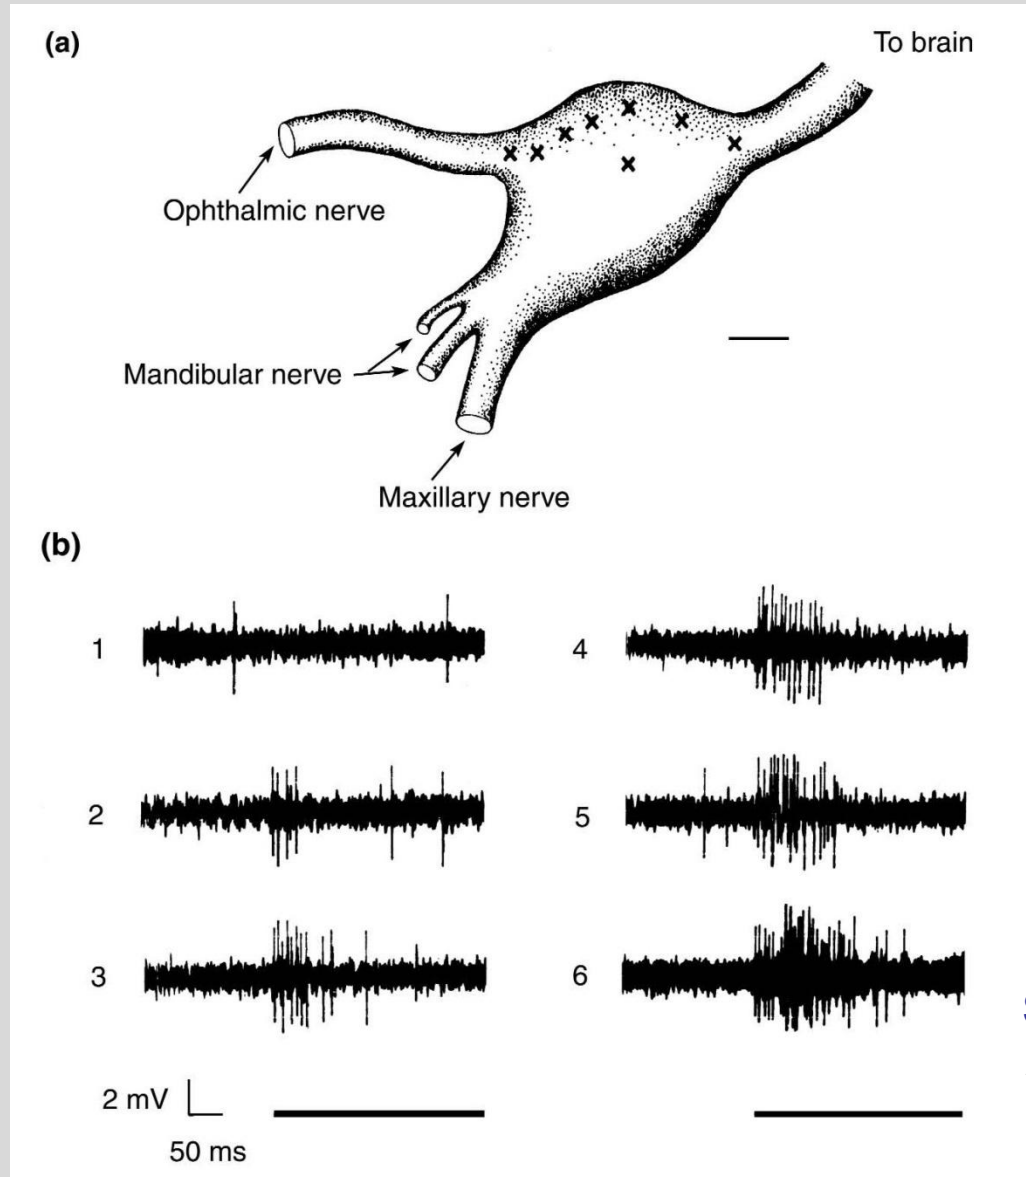 (a)
To brain
Ophthalmic nerve
Mandibular nerve
Maxillary nerve
(b)
1
4
2
5
3
6
2 mV
50 ms